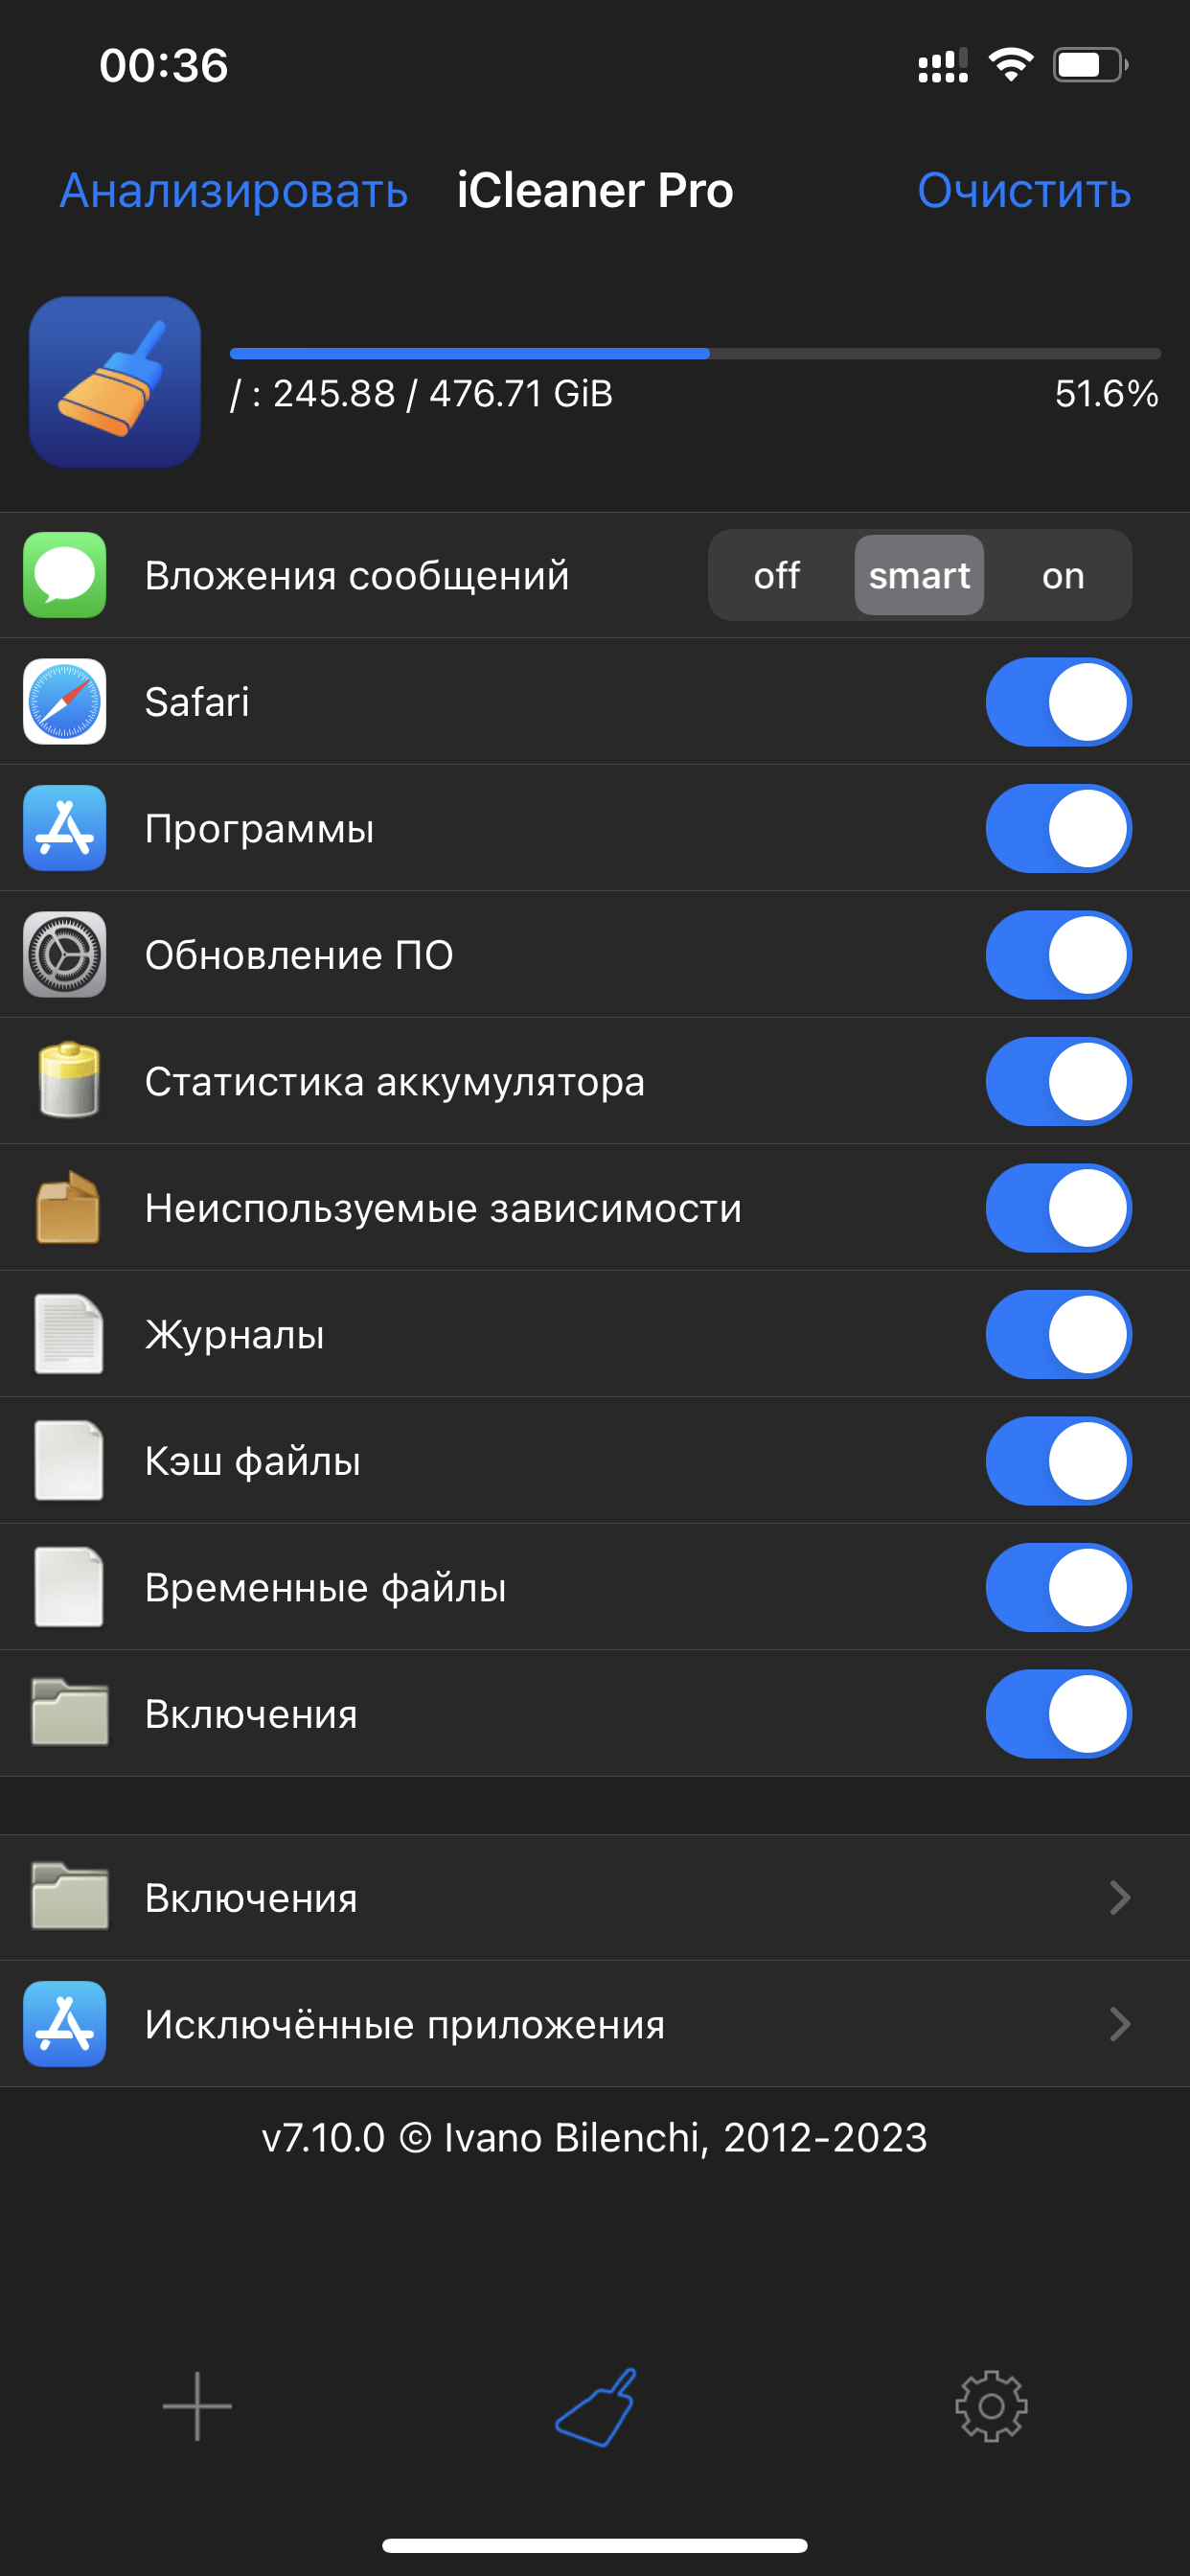 00:36
Анализировать iCleaner Pro Очистить
/ : 245.88 / 476.71 GiB 51.6%
Вложения сообщений off smart on
Safari
Программы
Обновление ПО
Статистика аккумулятора
Неиспользуемые зависимости
Журналы
Кэш файлы
Временные файлы
Включения
Включения
Исключённые приложения
v7.10.0 © Ivano Bilenchi, 2012-2023